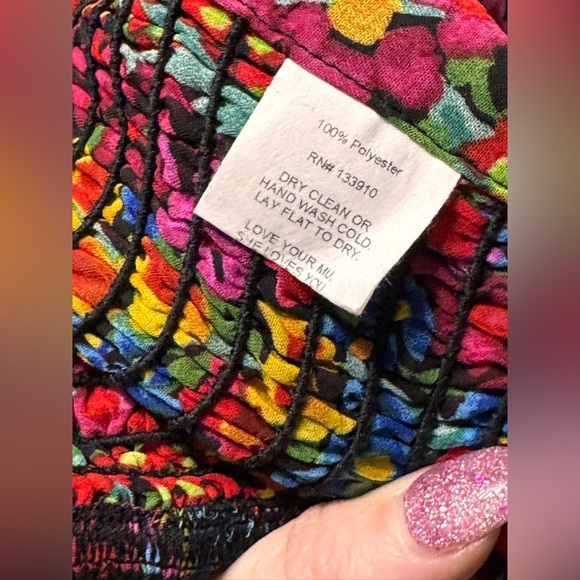 100% Polyester
RN# 133910
DRY CLEAN OR
HAND WASH COLD.
LAY FLAT TO DRY.
LOVE YOUR MU,
SHE LOVES YOU